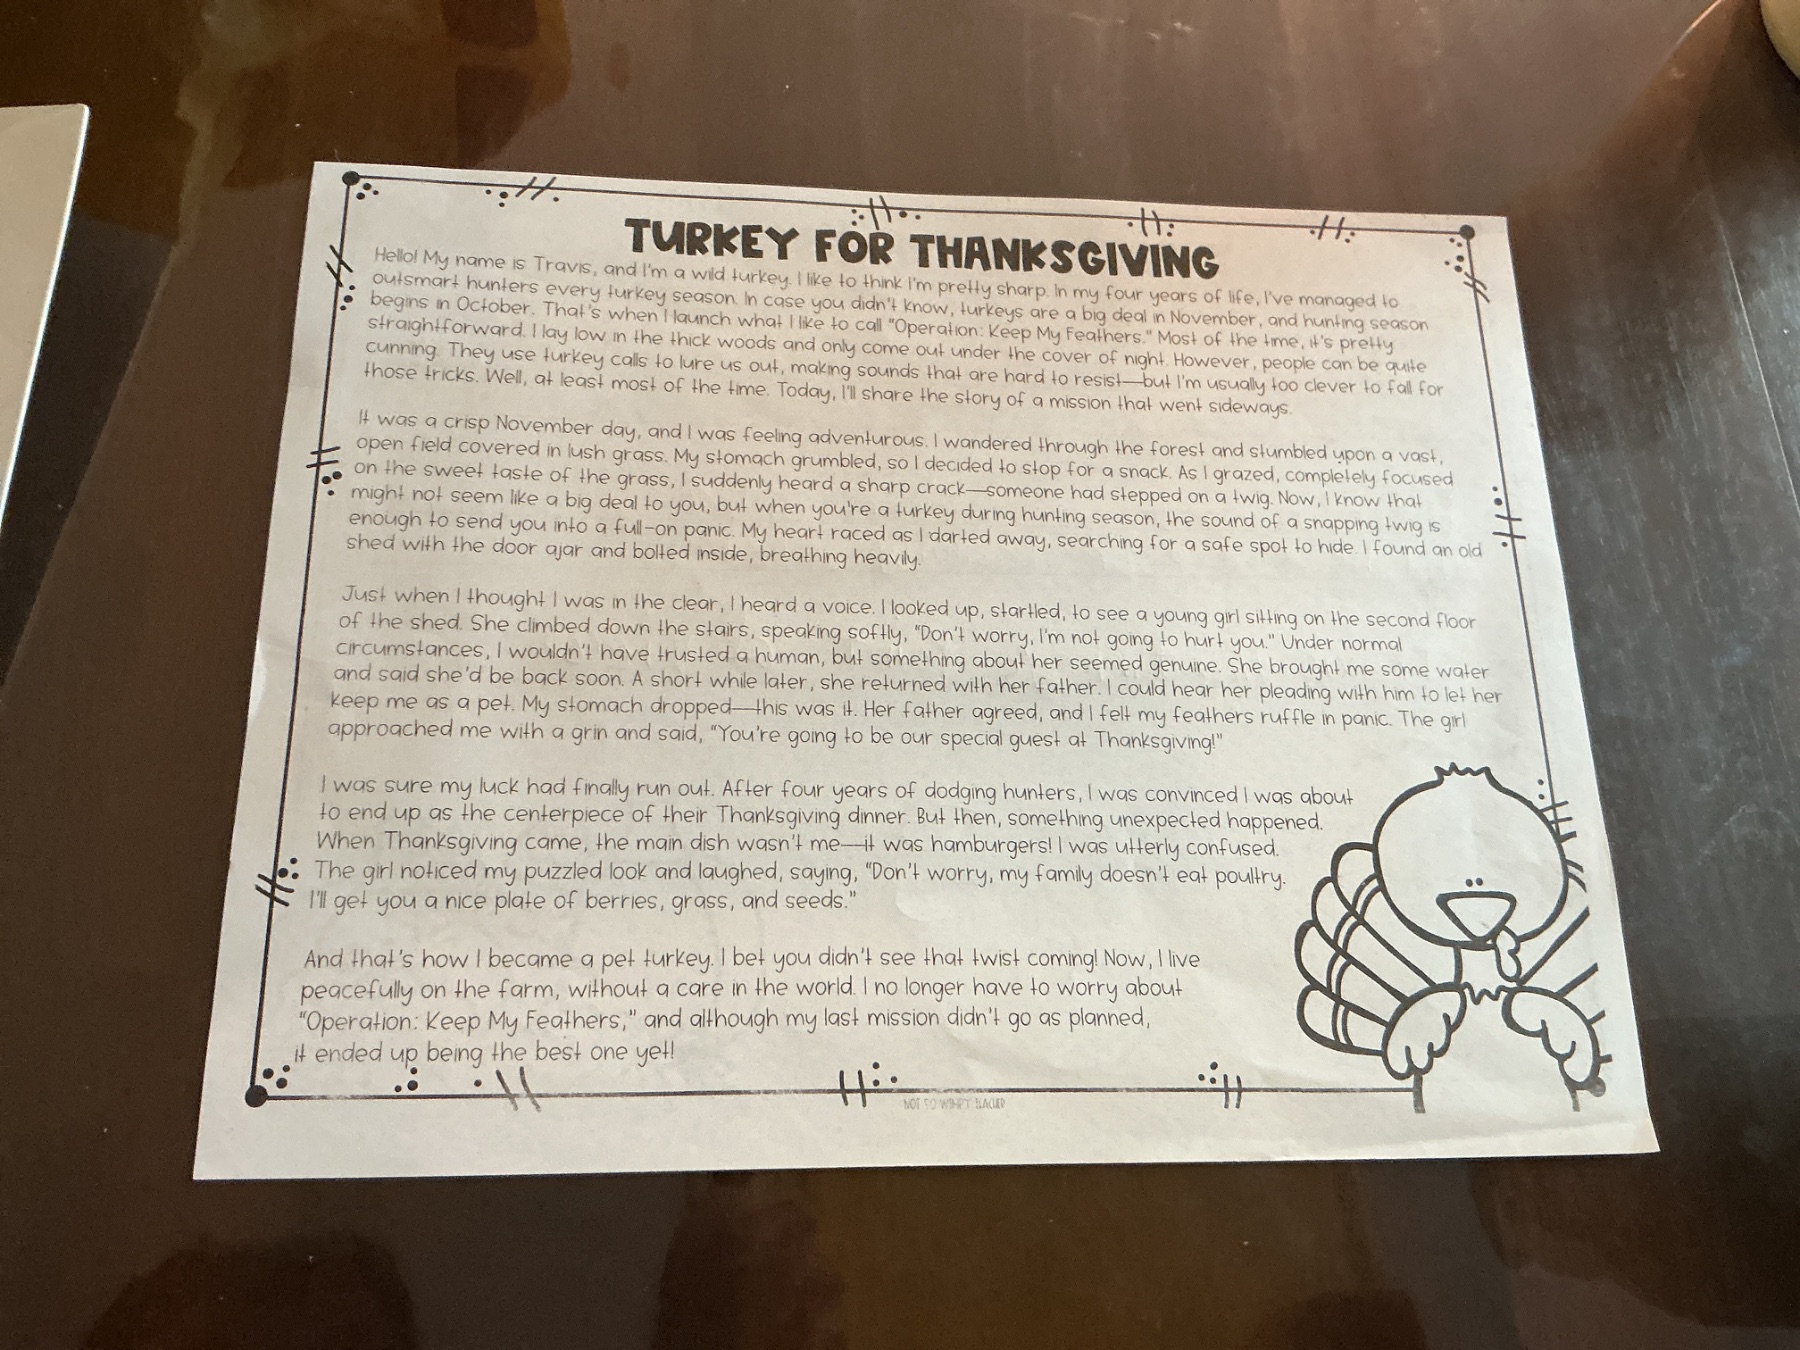 TURKEY FOR THANKSGIVING
Hello! My name is Travis, and I'm a wild turkey. I like to think I'm pretty sharp. In my four years of life, I've managed to
outsmart hunters every turkey season. In case you didn't know, turkeys are a big deal in November, and hunting season
begins in October. That's when I launch what I like to call "Operation: Keep My Feathers." Most of the time, it's pretty
straightforward. I lay low in the thick woods and only come out under the cover of night. However, people can be quite
cunning. They use turkey calls to lure us out, making sounds that are hard to resist—but I'm usually too clever to fall for
those tricks. Well, at least most of the time. Today, I'll share the story of a mission that went sideways.
It was a crisp November day, and I was feeling adventurous. I wandered through the forest and stumbled upon a vast,
open field covered in lush grass. My stomach grumbled, so I decided to stop for a snack. As I grazed, completely focused
on the sweet taste of the grass, I suddenly heard a sharp crack—someone had stepped on a twig. Now, I know that
might not seem like a big deal to you, but when you're a turkey during hunting season, the sound of a snapping twig is
enough to send you into a full-on panic. My heart raced as I darted away, searching for a safe spot to hide. I found an old
shed with the door ajar and bolted inside, breathing heavily.
Just when I thought I was in the clear, I heard a voice. I looked up, startled, to see a young girl sitting on the second floor
of the shed. She climbed down the stairs, speaking softly, "Don't worry, I'm not going to hurt you." Under normal
circumstances, I wouldn't have trusted a human, but something about her seemed genuine. She brought me some water
and said she'd be back soon. A short while later, she returned with her father. I could hear her pleading with him to let her
keep me as a pet. My stomach dropped—this was it. Her father agreed, and I felt my feathers ruffle in panic. The girl
approached me with a grin and said, "You're going to be our special guest at Thanksgiving!"
I was sure my luck had finally run out. After four years of dodging hunters, I was convinced I was about
to end up as the centerpiece of their Thanksgiving dinner. But then, something unexpected happened.
When Thanksgiving came, the main dish wasn't me—it was hamburgers! I was utterly confused.
The girl noticed my puzzled look and laughed, saying, "Don't worry, my family doesn't eat poultry.
I'll get you a nice plate of berries, grass, and seeds."
And that's how I became a pet turkey. I bet you didn't see that twist coming! Now, I live
peacefully on the farm, without a care in the world. I no longer have to worry about
"Operation: Keep My Feathers," and although my last mission didn't go as planned,
it ended up being the best one yet!
NOT SO WIMPY TEACHER